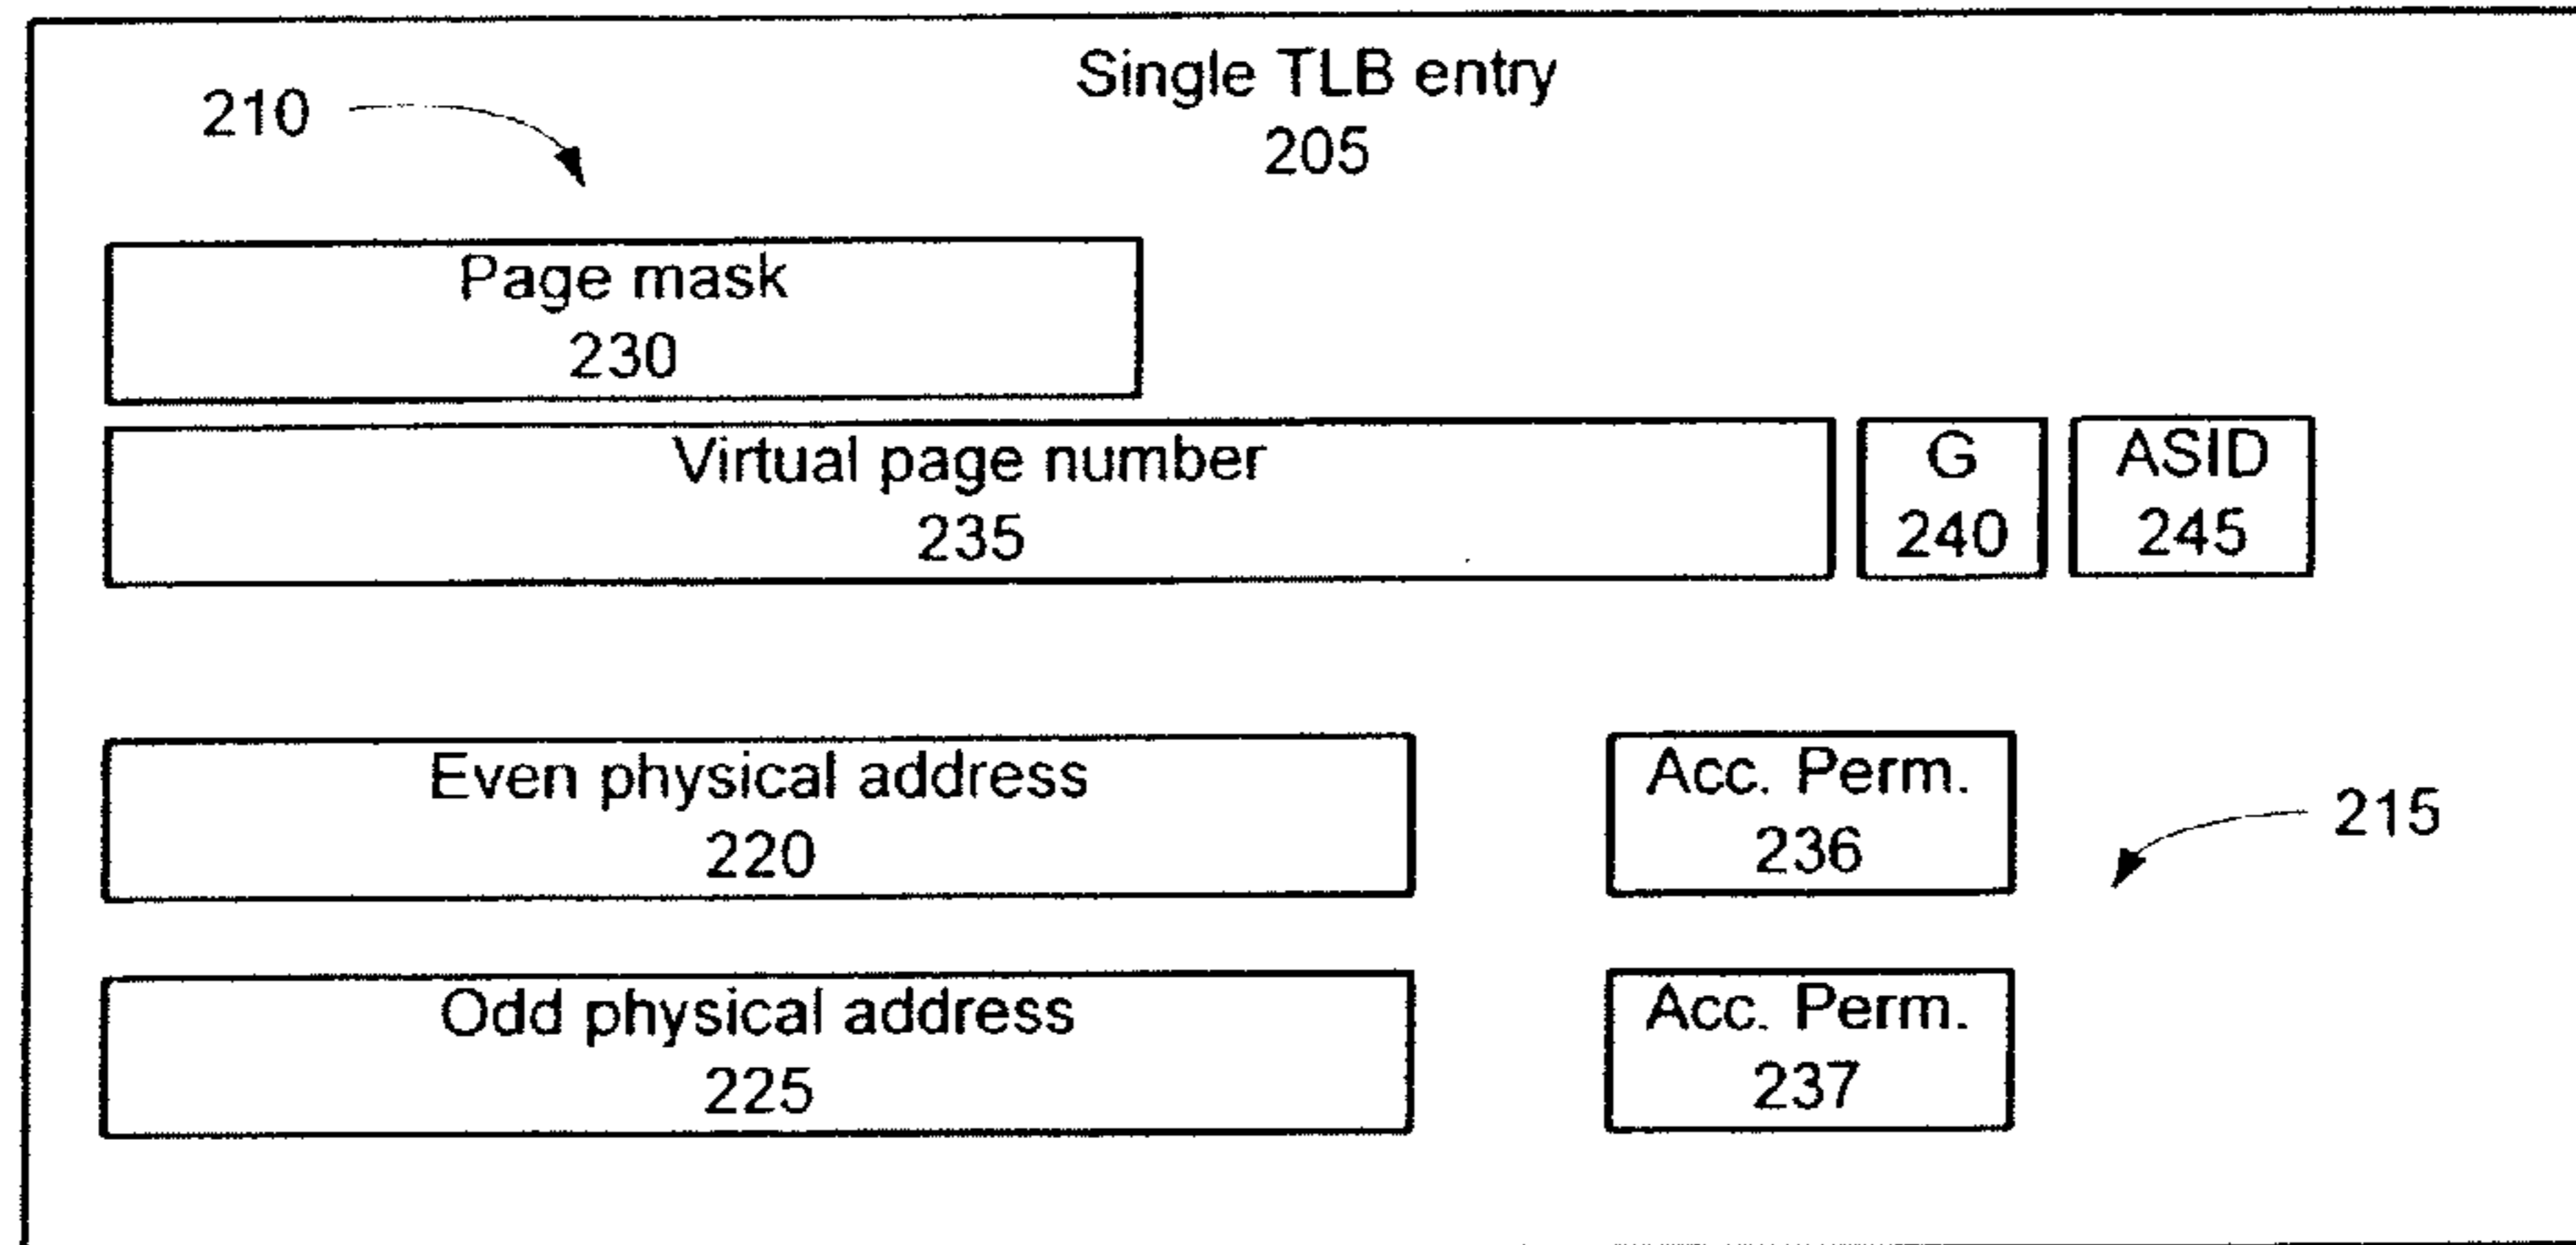 Single TLB entry
205
210
Page mask
230
Virtual page number
235
G
240
ASID
245
Even physical address
220
Acc. Perm.
236
215
Odd physical address
225
Acc. Perm.
237